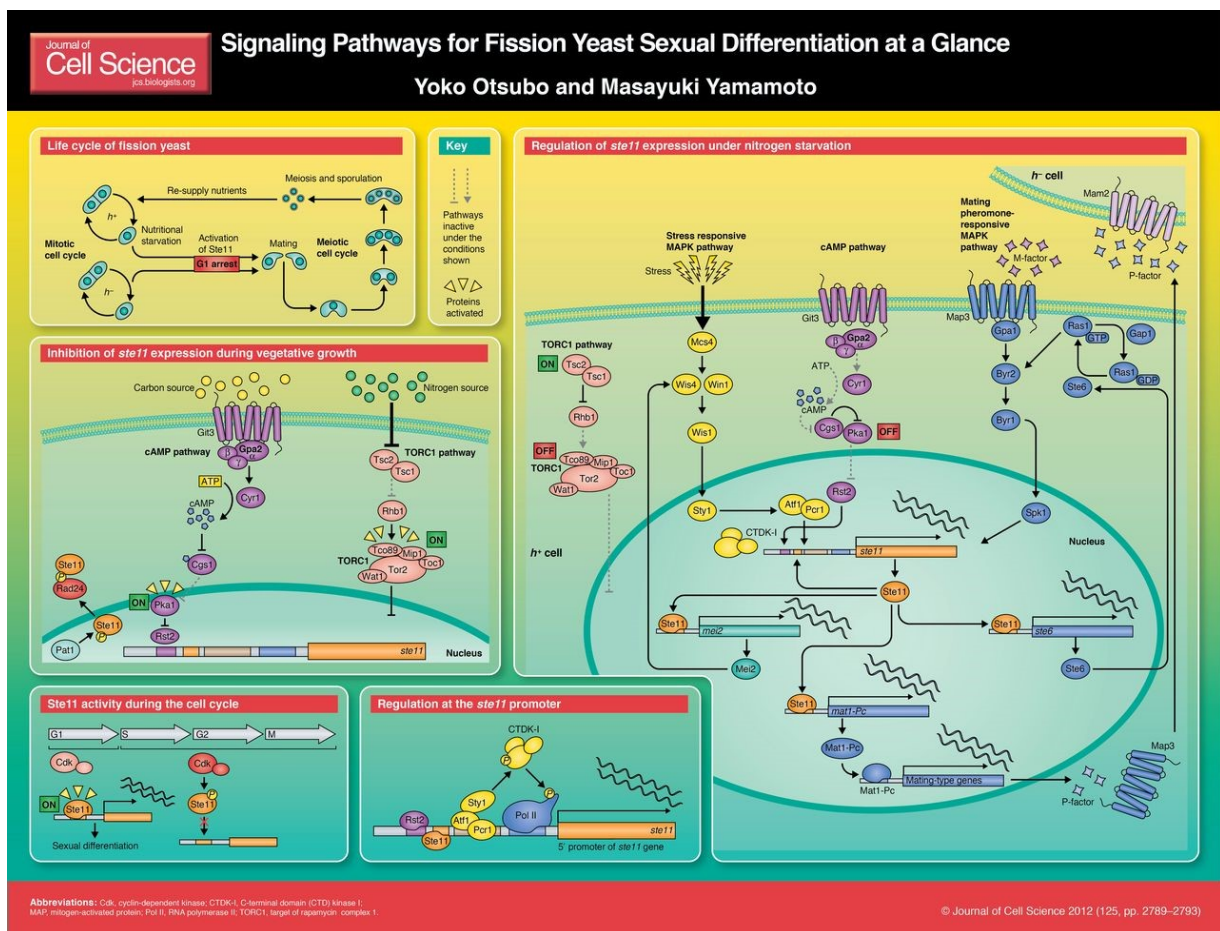 Journal of
Cell Science
jcs.biologists.org
Signaling Pathways for Fission Yeast Sexual Differentiation at a Glance
Yoko Otsubo and Masayuki Yamamoto
Life cycle of fission yeast
Re-supply nutrients
Meiosis and sporulation
h+
Nutritional
starvation
Mitotic
cell cycle
Activation
of Ste11
G1 arrest
Mating
Meiotic
cell cycle
h–
Key
Pathways
inactive
under the
conditions
shown
Proteins
activated
Inhibition of ste11 expression during vegetative growth
Carbon source
Nitrogen source
Git3
cAMP pathway
β
γ
Gpa2
α
TORC1 pathway
Tsc2
Tsc1
ATP
Cyr1
cAMP
Rhb1
ON
Cgs1
TORC1
Tco89
Mip1
Toc1
Tor2
Wat1
Ste11
P
Rad24
ON
Pka1
Ste11
P
Rst2
Pat1
ste11
Nucleus
Ste11 activity during the cell cycle
G1
S
G2
M
Cdk
Cdk
ON
Ste11
P
Ste11
Sexual differentiation
Regulation at the ste11 promoter
CTDK-I
P
Sty1
P
Rst2
Atf1
Pcr1
Pol II
Ste11
ste11
5' promoter of ste11 gene
Regulation of ste11 expression under nitrogen starvation
h– cell
Mam2
Mating
pheromone-
responsive
MAPK
pathway
M-factor
P-factor
Stress responsive
MAPK pathway
Stress
cAMP pathway
Git3
Map3
β
γ
Gpa2
α
Gpa1
Ras1
GTP
Gap1
Ras1
GDP
Ste6
Byr2
Byr1
TORC1 pathway
ON
Tsc2
Tsc1
Mcs4
Wis4
Win1
ATP
Cyr1
cAMP
Rhb1
Cgs1
Pka1
OFF
Wis1
OFF
TORC1
Tco89
Mip1
Toc1
Tor2
Wat1
Rst2
Sty1
Atf1
Pcr1
Spk1
CTDK-I
ste11
Nucleus
h+ cell
Ste11
Ste11
mei2
Ste11
ste6
Mei2
Ste6
Ste11
mat1-Pc
Mat1-Pc
Mat1-Pc
Mating-type genes
P-factor
Map3
Abbreviations: Cdk, cyclin-dependent kinase; CTDK-I, C-terminal domain (CTD) kinase I;
MAP, mitogen-activated protein; Pol II, RNA polymerase II; TORC1, target of rapamycin complex 1.
© Journal of Cell Science 2012 (125, pp. 2789–2793)